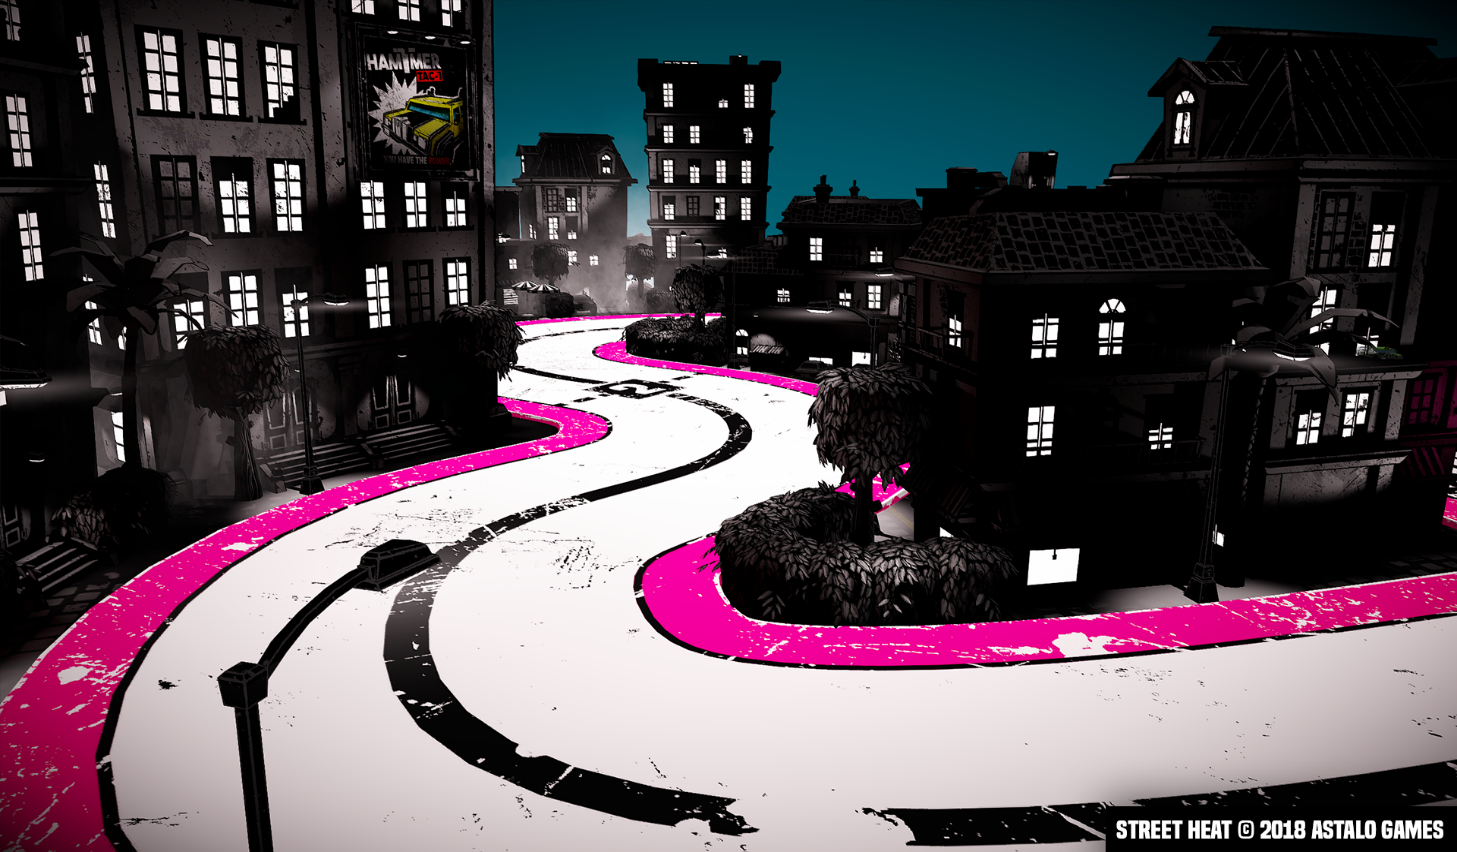 HAMMER
TAC-1
YOU HAVE THE POWER
STREET HEAT © 2018 ASTALO GAMES